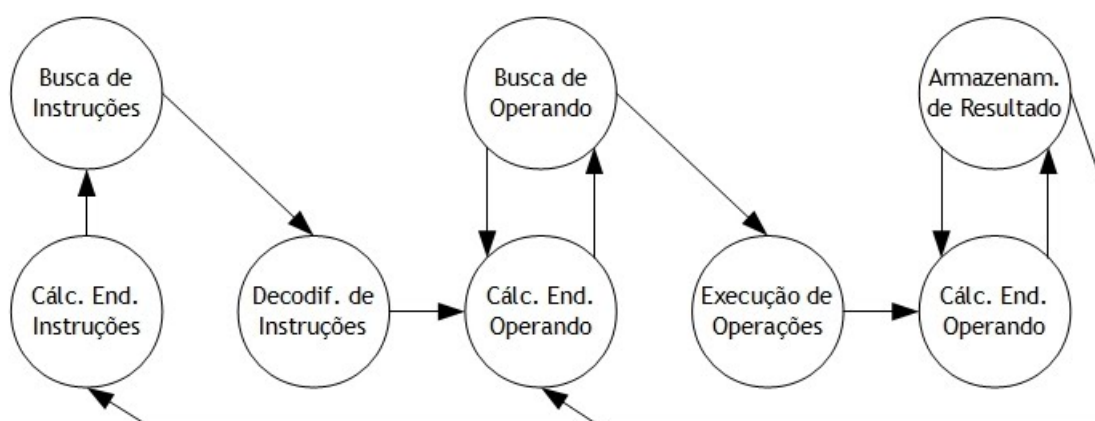 Busca de
Instruções
Busca de
Operando
Armazenam.
de Resultado
Cálc. End.
Instruções
Decodif. de
Instruções
Cálc. End.
Operando
Execução de
Operações
Cálc. End.
Operando